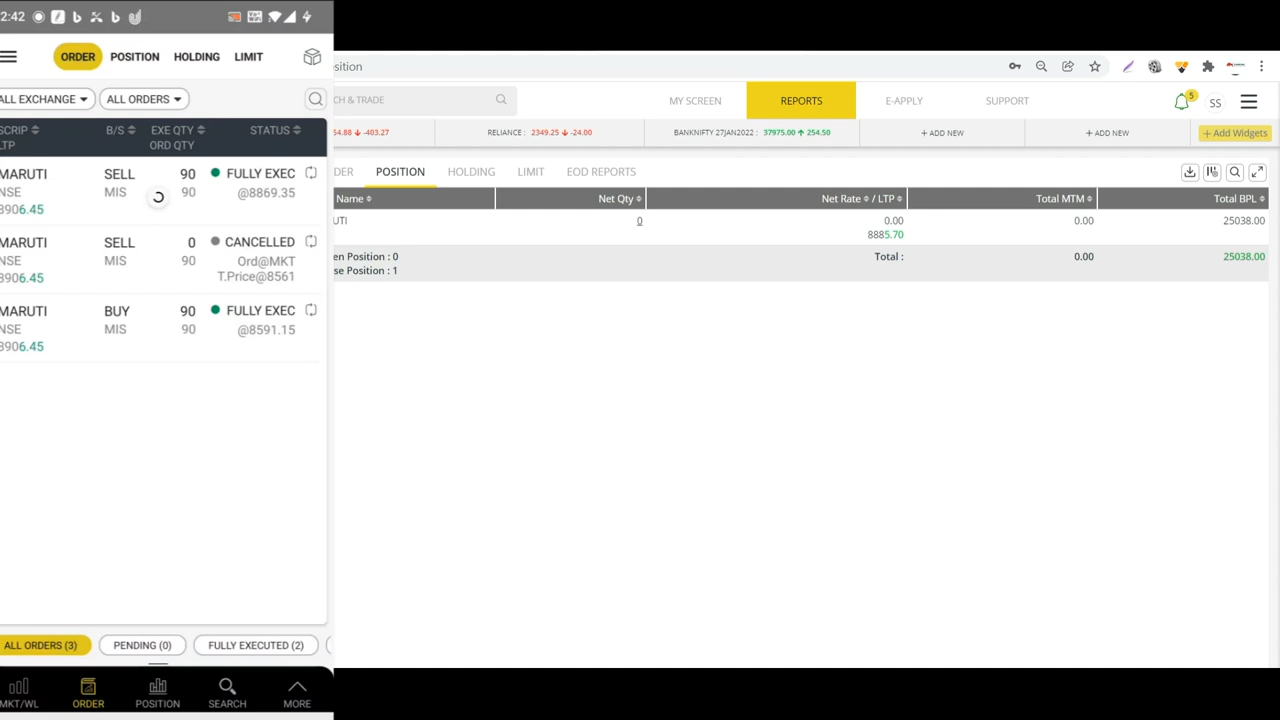 2:42
ORDER POSITION HOLDING LIMIT
ALL EXCHANGE ALL ORDERS
SCRIP B/S EXE QTY STATUS
LTP ORD QTY
MARUTI SELL 90 FULLY EXEC
NSE MIS 90 @8869.35
8906.45
MARUTI SELL 0 CANCELLED
NSE MIS 90 Ord@MKT
8906.45 T.Price@8561
MARUTI BUY 90 FULLY EXEC
NSE MIS 90 @8591.15
8906.45
ALL ORDERS (3) PENDING (0) FULLY EXECUTED (2)
MKT/WL ORDER POSITION SEARCH MORE
sition
CH & TRADE MY SCREEN REPORTS E-APPLY SUPPORT 5 SS
54.88 -403.27 RELIANCE : 2349.25 -24.00 BANKNIFTY 27JAN2022 : 37975.00 254.50 + ADD NEW + ADD NEW + Add Widgets
DER POSITION HOLDING LIMIT EOD REPORTS
Name Net Qty Net Rate / LTP Total MTM Total BPL
UTI 0 0.00 0.00 25038.00
8885.70
en Position : 0 Total : 0.00 25038.00
se Position : 1